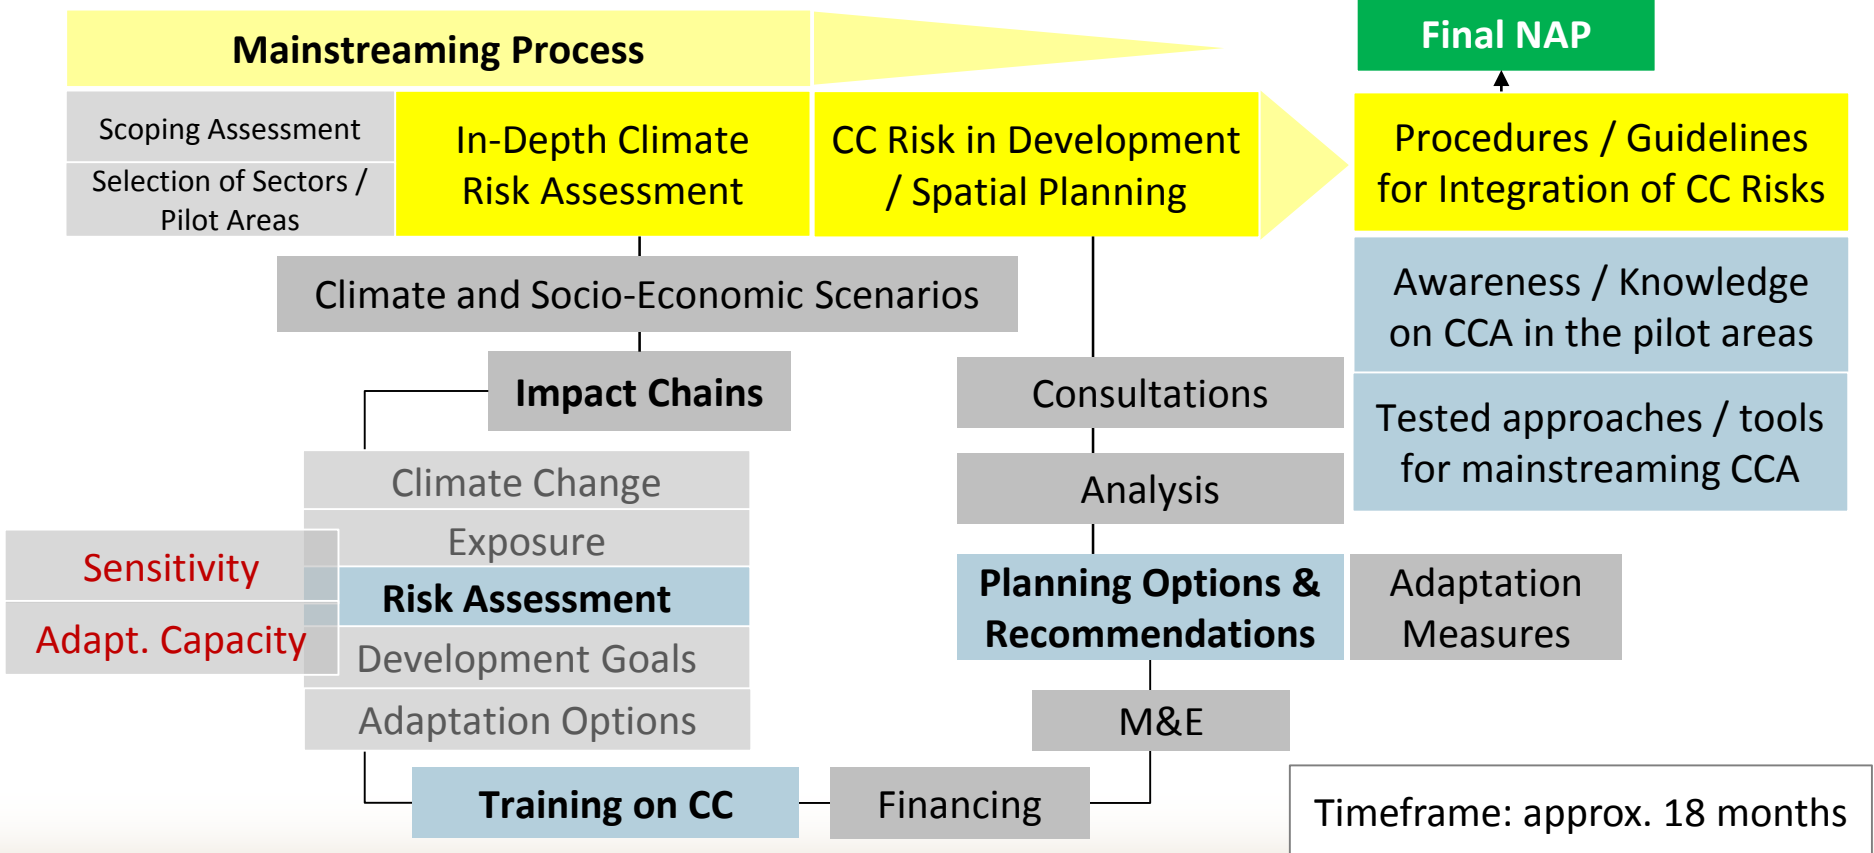 Mainstreaming Process
Final NAP
Scoping Assessment
Selection of Sectors /
Pilot Areas
In-Depth Climate
Risk Assessment
CC Risk in Development
/ Spatial Planning
Procedures / Guidelines
for Integration of CC Risks
Climate and Socio-Economic Scenarios
Awareness / Knowledge
on CCA in the pilot areas
Impact Chains
Consultations
Tested approaches / tools
for mainstreaming CCA
Climate Change
Analysis
Exposure
Sensitivity
Risk Assessment
Adapt. Capacity
Development Goals
Adaptation Options
Planning Options &
Recommendations
Adaptation
Measures
M&E
Training on CC
Financing
Timeframe: approx. 18 months